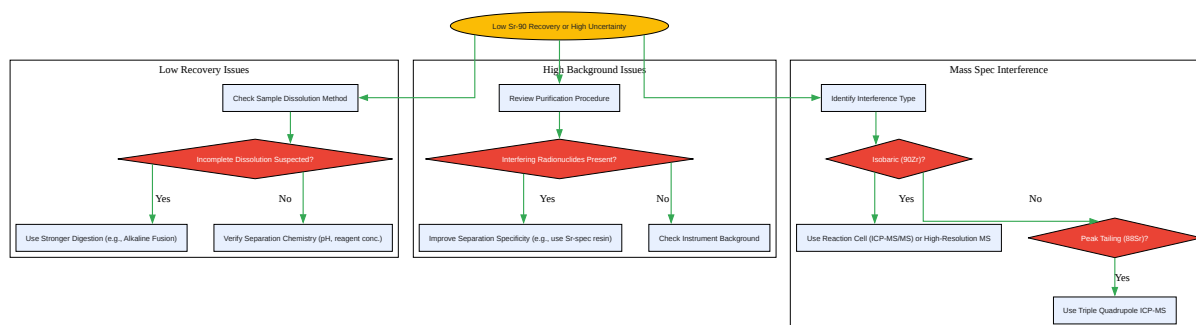 Low Sr-90 Recovery or High Uncertainty
Low Recovery Issues
High Background Issues
Mass Spec Interference
Check Sample Dissolution Method
Review Purification Procedure
Identify Interference Type
Incomplete Dissolution Suspected?
Interfering Radionuclides Present?
Isobaric (90Zr)?
Yes
No
Yes
No
Yes
No
Use Stronger Digestion (e.g., Alkaline Fusion)
Verify Separation Chemistry (pH, reagent conc.)
Improve Separation Specificity (e.g., use Sr-spec resin)
Check Instrument Background
Use Reaction Cell (ICP-MS/MS) or High-Resolution MS
Peak Tailing (88Sr)?
Yes
Use Triple Quadrupole ICP-MS